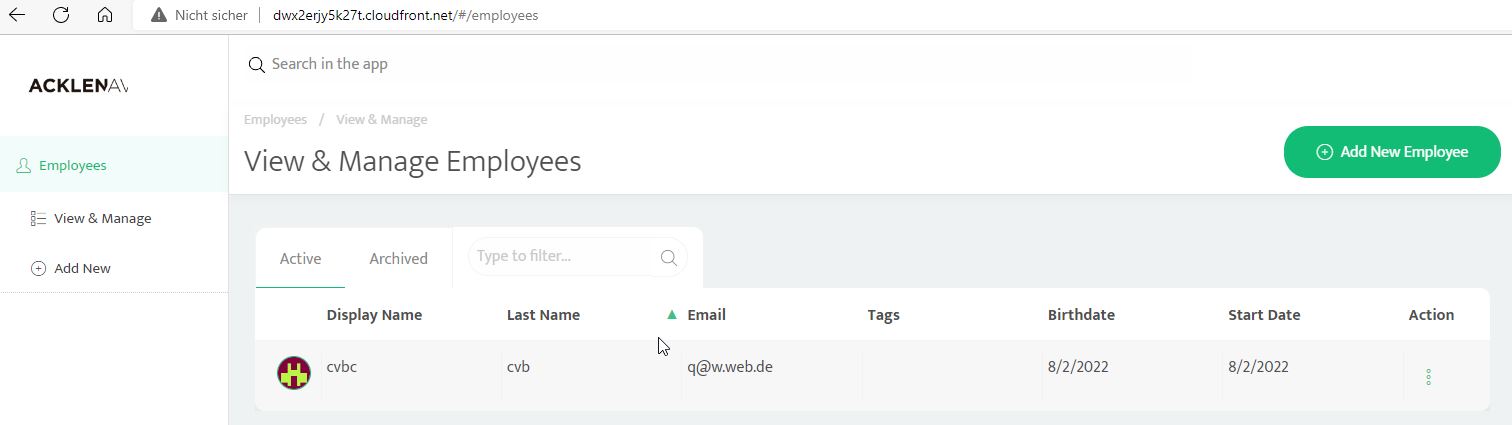 Nicht sicher dwx2erjy5k27t.cloudfront.net/#/employees
ACKLENAV
Search in the app
Employees / View & Manage
View & Manage Employees
Add New Employee
Employees
View & Manage
Add New
Active Archived Type to filter...
Display Name Last Name Email Tags Birthdate Start Date Action
cvbc cvb q@w.web.de 8/2/2022 8/2/2022